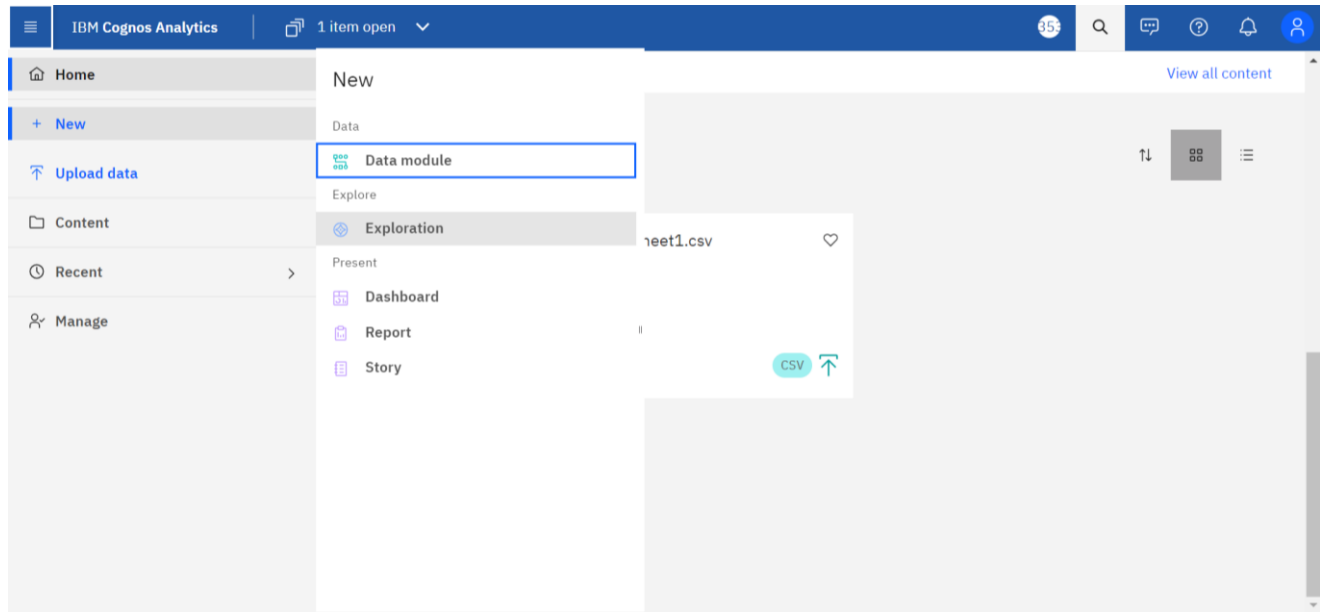 IBM Cognos Analytics
1 item open
Home
New
Upload data
Content
Recent
Manage
New
Data
Data module
Explore
Exploration
Present
Dashboard
Report
Story
View all content
heet1.csv
CSV